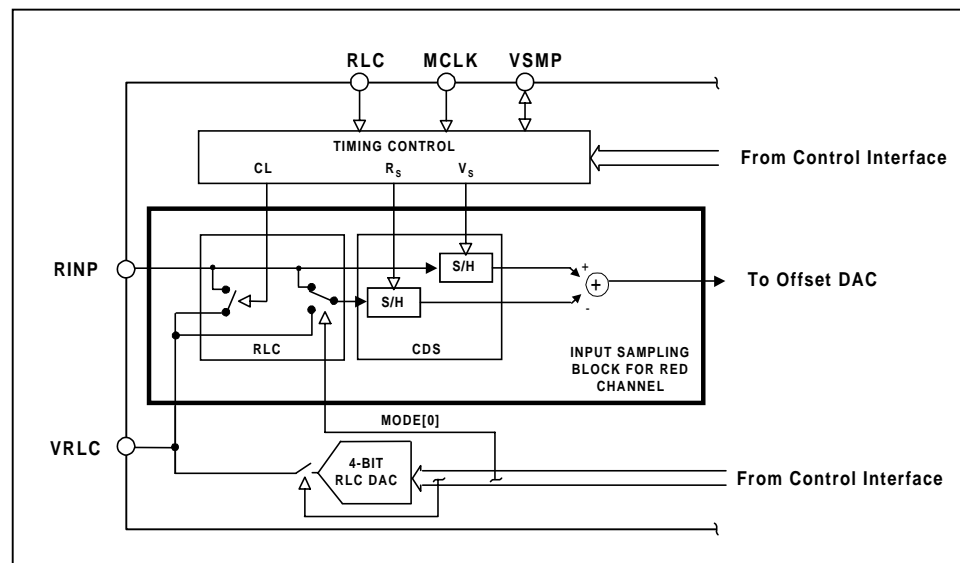 RLC MCLK VSMP
TIMING CONTROL
CL RS VS
From Control Interface
RINP
S/H
S/H
+
+
-
To Offset DAC
RLC
CDS
INPUT SAMPLING
BLOCK FOR RED
CHANNEL
MODE[0]
VRLC
4-BIT
RLC DAC
From Control Interface